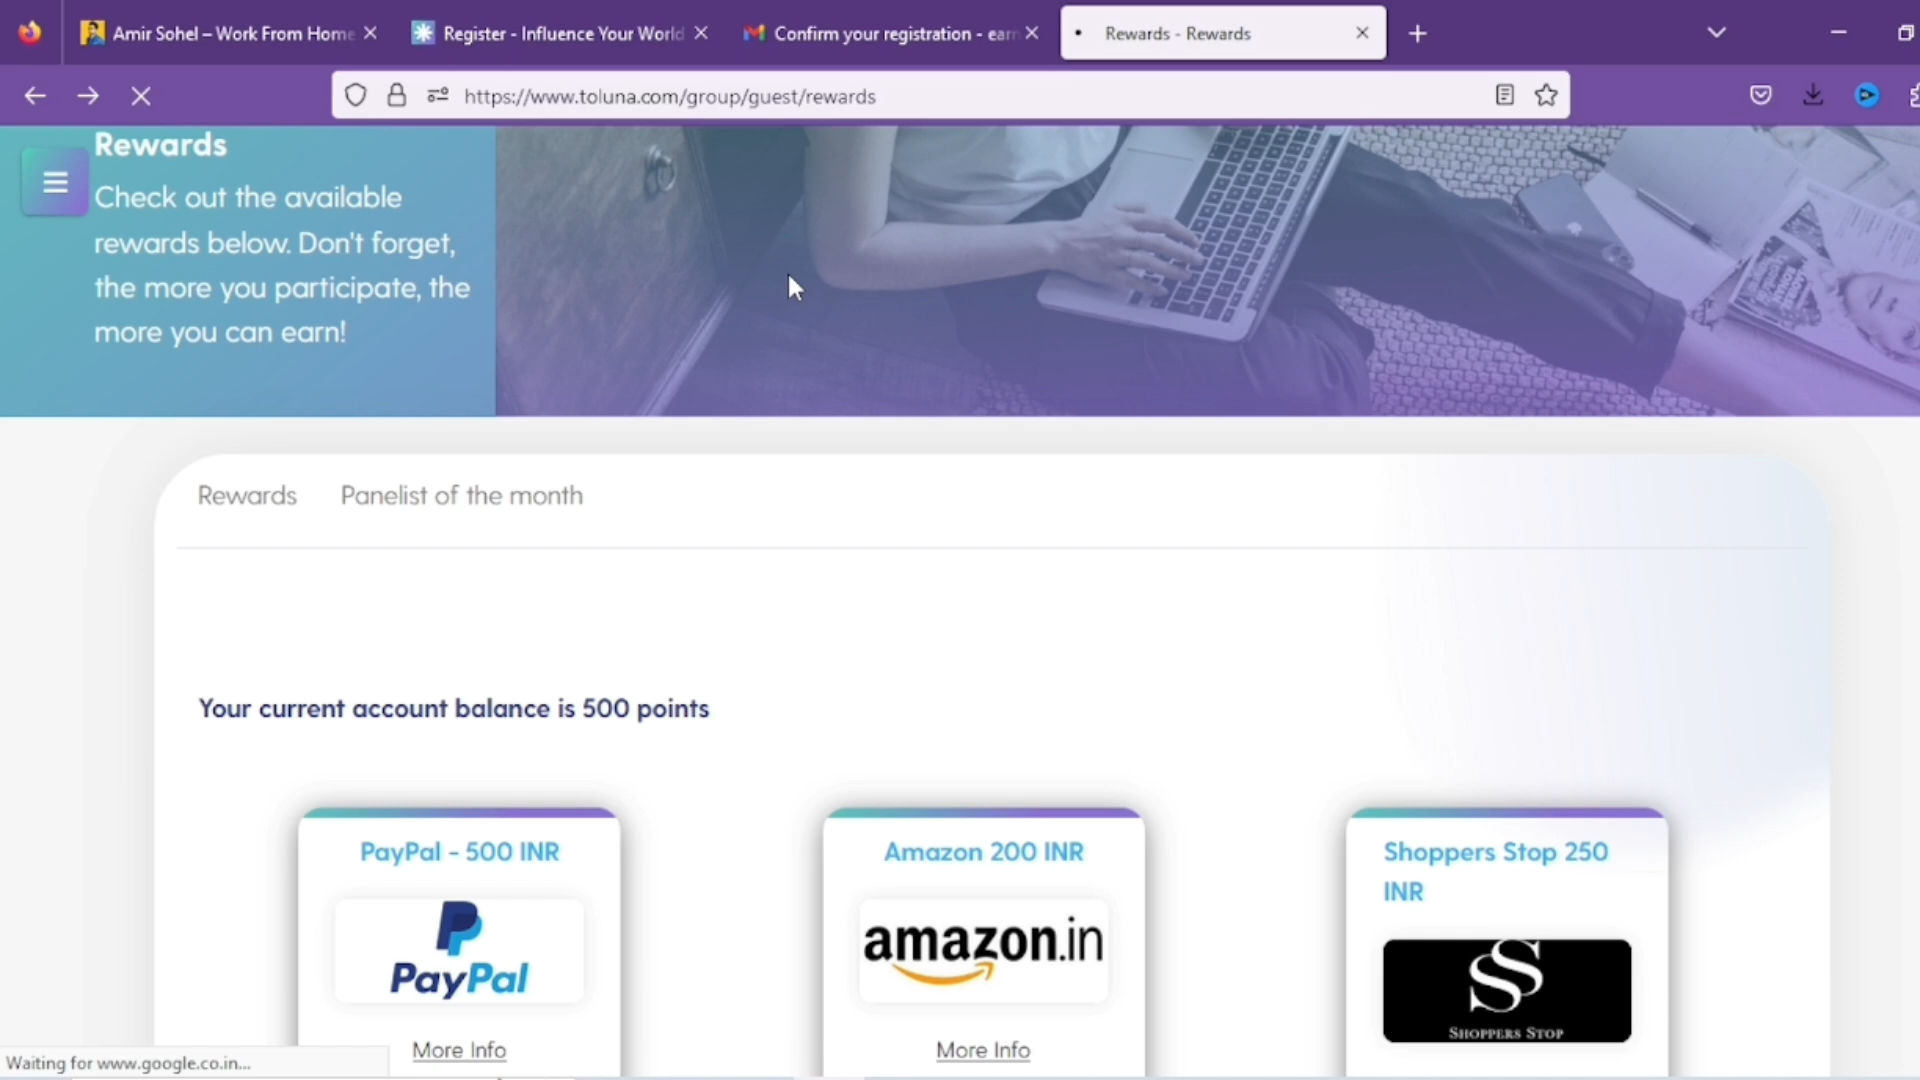 Amir Sohel – Work From Home
Register - Influence Your World
Confirm your registration - earn
Rewards - Rewards
https://www.toluna.com/group/guest/rewards
Rewards
Check out the available
rewards below. Don't forget,
the more you participate, the
more you can earn!
Rewards
Panelist of the month
Your current account balance is 500 points
PayPal - 500 INR
PayPal
More Info
Amazon 200 INR
amazon.in
More Info
Shoppers Stop 250
INR
SS
SHOPPERS STOP
Waiting for www.google.co.in...